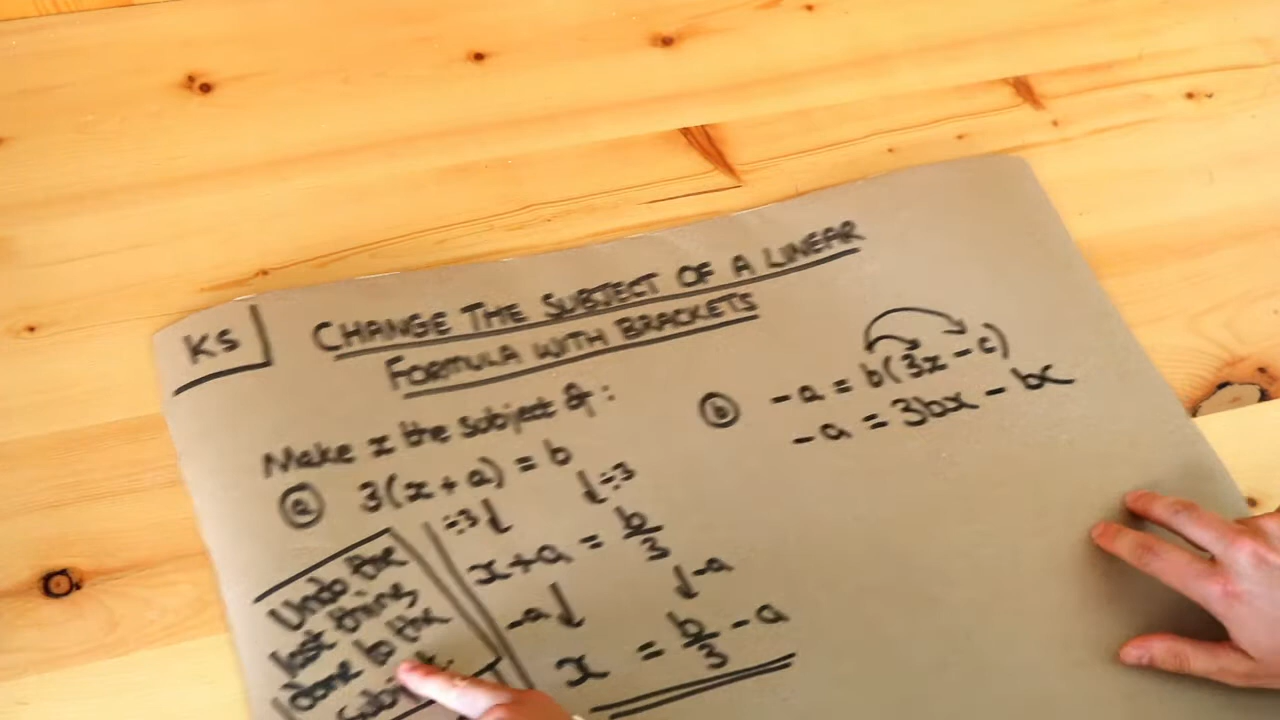 KS
CHANGE THE SUBJECT OF A LINEAR
FORMULA WITH BRACKETS
Make x the subject of:
(a) 3(x + a) = b
÷3↓ ↓÷3
x + a = b/3
-a↓ ↓-a
x = b/3 - a
Undo the
last thing
done to the
(b) -a = b(3x - c)
-a = 3bx - bc